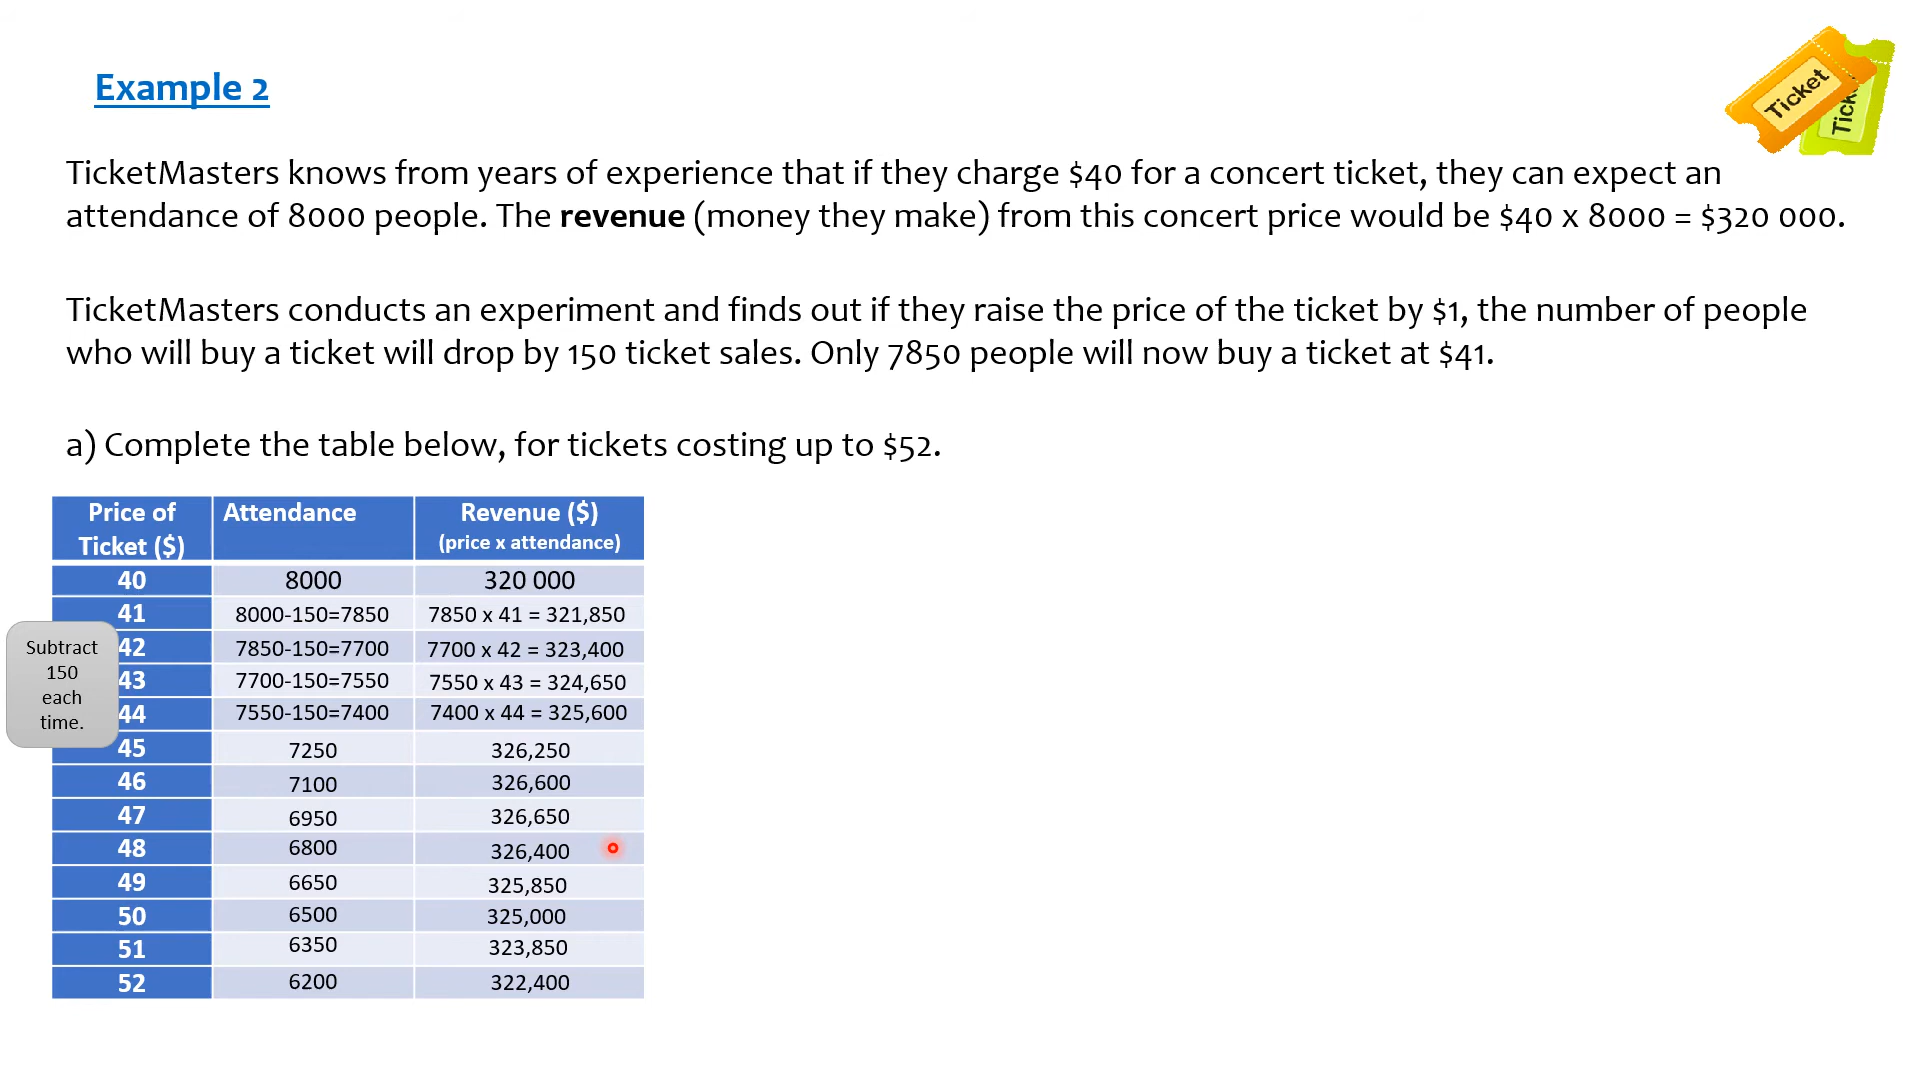 Example 2
Ticket
Tick
TicketMasters knows from years of experience that if they charge $40 for a concert ticket, they can expect an
attendance of 8000 people. The revenue (money they make) from this concert price would be $40 x 8000 = $320 000.
TicketMasters conducts an experiment and finds out if they raise the price of the ticket by $1, the number of people
who will buy a ticket will drop by 150 ticket sales. Only 7850 people will now buy a ticket at $41.
a) Complete the table below, for tickets costing up to $52.
Price of Ticket ($) Attendance Revenue ($) (price x attendance)
40 8000 320 000
41 8000-150=7850 7850 x 41 = 321,850
42 7850-150=7700 7700 x 42 = 323,400
43 7700-150=7550 7550 x 43 = 324,650
44 7550-150=7400 7400 x 44 = 325,600
45 7250 326,250
46 7100 326,600
47 6950 326,650
48 6800 326,400
49 6650 325,850
50 6500 325,000
51 6350 323,850
52 6200 322,400
Subtract
150
each
time.